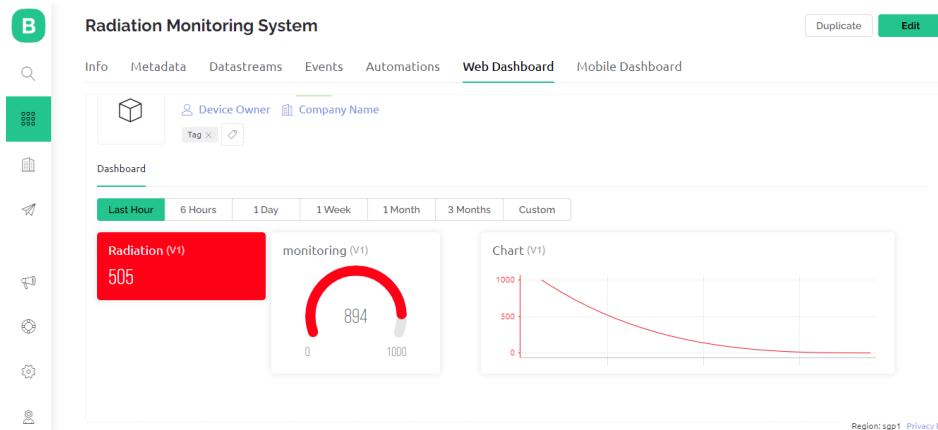 B
Radiation Monitoring System
Duplicate
Edit
Info Metadata Datastreams Events Automations Web Dashboard Mobile Dashboard
Device Owner Company Name
Tag ×
Dashboard
Last Hour 6 Hours 1 Day 1 Week 1 Month 3 Months Custom
Radiation (V1)
505
monitoring (V1)
894
0 1000
Chart (V1)
1000
500
0
Region: sgp1 Privacy